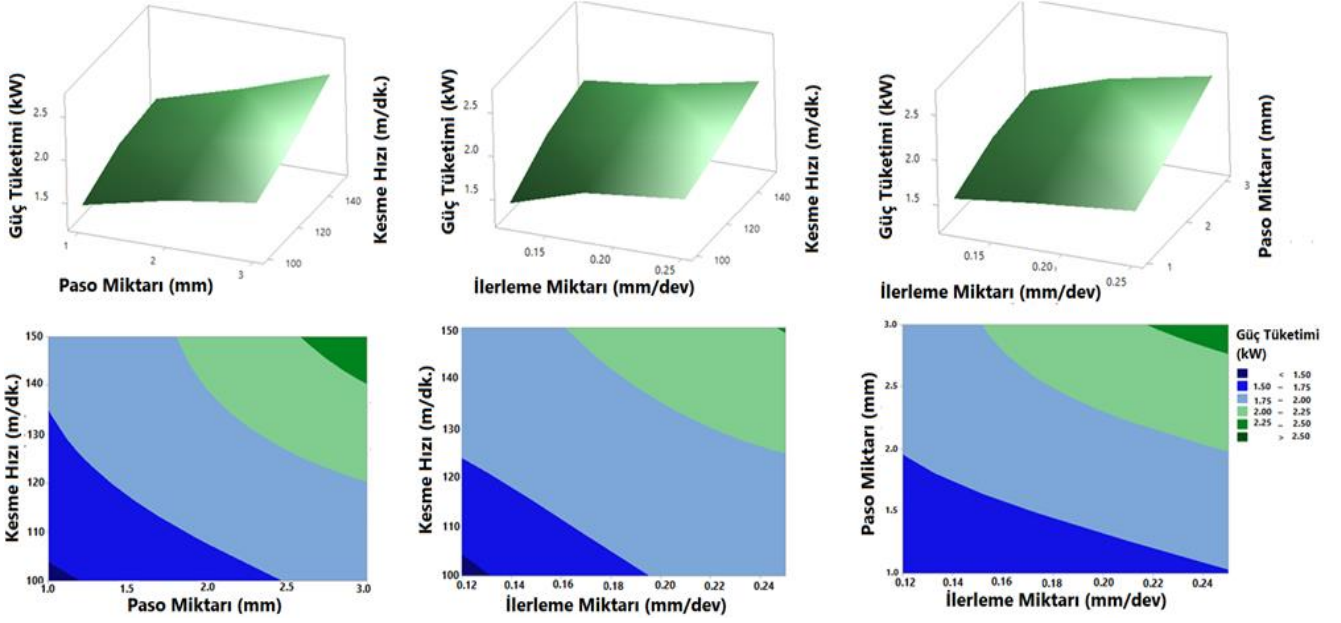 Güç Tüketimi (kW)
2.5
2.0
1.5
1
2
3
Paso Miktarı (mm)
100
120
140
Kesme Hızı (m/dk.)
Güç Tüketimi (kW)
2.5
2.0
1.5
0.15
0.20
0.25
İlerleme Miktarı (mm/dev)
100
120
140
Kesme Hızı (m/dk.)
Güç Tüketimi (kW)
2.5
2.0
1.5
0.15
0.20
0.25
İlerleme Miktarı (mm/dev)
1
2
3
Paso Miktarı (mm)
Kesme Hızı (m/dk.)
150
140
130
120
110
100
1.0 1.5 2.0 2.5 3.0
Paso Miktarı (mm)
Kesme Hızı (m/dk.)
150
140
130
120
110
100
0.12 0.14 0.16 0.18 0.20 0.22 0.24
İlerleme Miktarı (mm/dev)
Paso Miktarı (mm)
3.0
2.5
2.0
1.5
1.0
0.12 0.14 0.16 0.18 0.20 0.22 0.24
İlerleme Miktarı (mm/dev)
Güç Tüketimi
(kW)
< 1.50
1.50 – 1.75
1.75 – 2.00
2.00 – 2.25
2.25 – 2.50
> 2.50